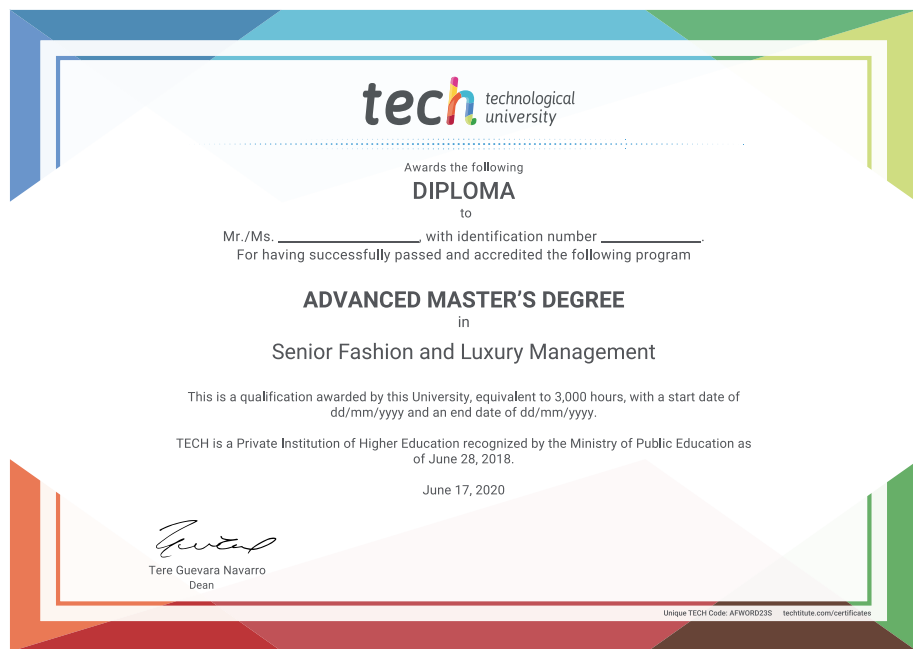 tech technological
university
Awards the following
DIPLOMA
to
Mr./Ms. ____________________, with identification number ______________.
For having successfully passed and accredited the following program
ADVANCED MASTER'S DEGREE
in
Senior Fashion and Luxury Management
This is a qualification awarded by this University, equivalent to 3,000 hours, with a start date of
dd/mm/yyyy and an end date of dd/mm/yyyy.
TECH is a Private Institution of Higher Education recognized by the Ministry of Public Education as
of June 28, 2018.
June 17, 2020
Tere Guevara Navarro
Dean
Unique TECH Code: AFWORD23S techtitute.com/certificates